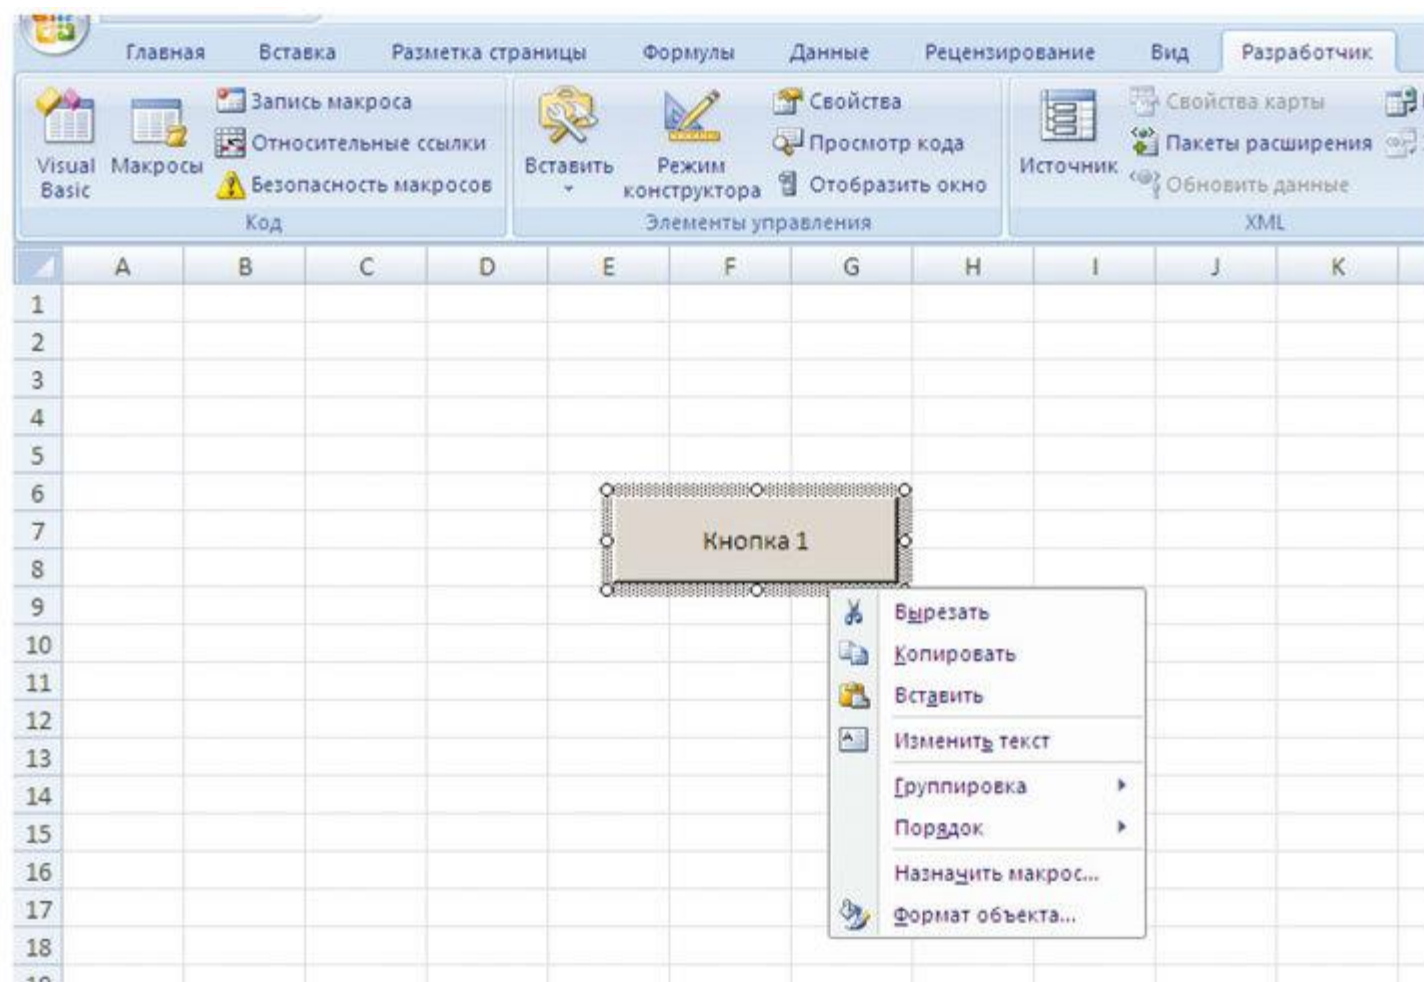 Главная Вставка Разметка страницы Формулы Данные Рецензирование Вид Разработчик
Запись макроса Свойства Свойства карты
Относительные ссылки Просмотр кода Пакеты расширения
Visual Basic Макросы Безопасность макросов Вставить Режим конструктора Отобразить окно Источник Обновить данные
Код Элементы управления XML
A B C D E F G H I J K
1
2
3
4
5
6
7
Кнопка 1
8
9
Вырезать
10
Копировать
11
Вставить
12
Изменить текст
13
14
Группировка
15
Порядок
16
Назначить макрос...
17
Формат объекта...
18